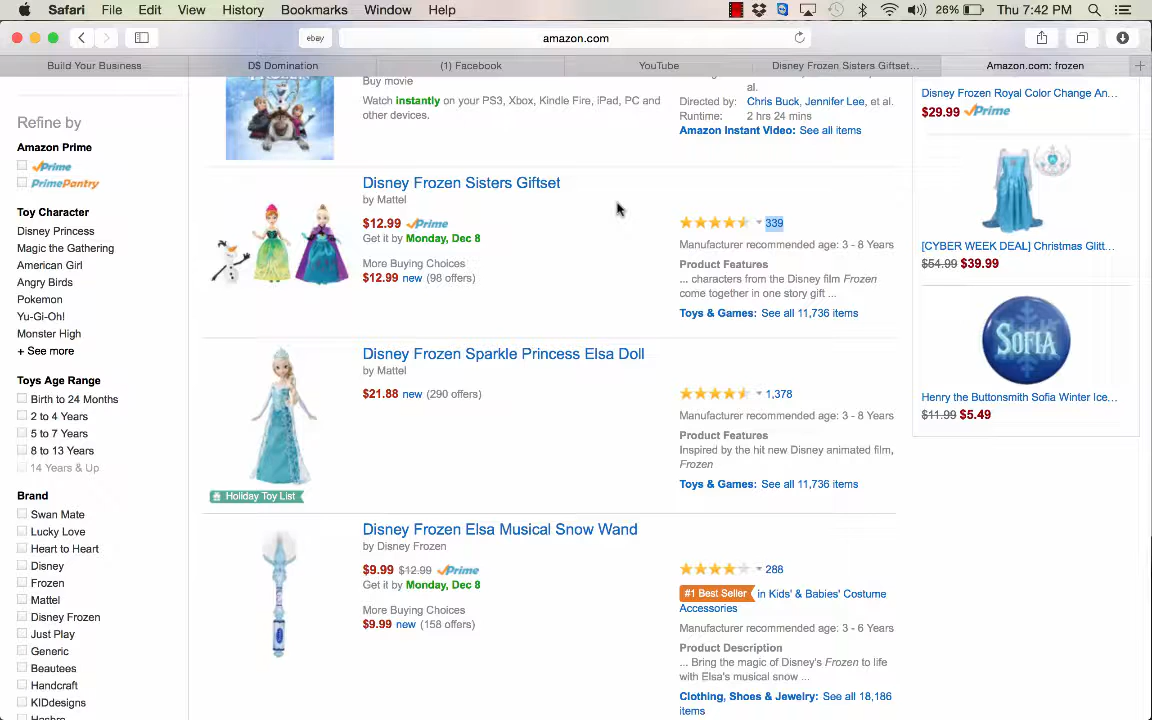 Safari File Edit View History Bookmarks Window Help 26% Thu 7:42 PM
ebay amazon.com
Build Your Business D$ Domination (1) Facebook YouTube Disney Frozen Sisters Giftset... Amazon.com: frozen
Refine by
Amazon Prime
Prime
PrimePantry
Toy Character
Disney Princess
Magic the Gathering
American Girl
Angry Birds
Pokemon
Yu-Gi-Oh!
Monster High
+ See more
Toys Age Range
Birth to 24 Months
2 to 4 Years
5 to 7 Years
8 to 13 Years
14 Years & Up
Brand
Swan Mate
Lucky Love
Heart to Heart
Disney
Frozen
Mattel
Disney Frozen
Just Play
Generic
Beautees
Handcraft
KIDdesigns
Hasbro
Buy movie
Watch instantly on your PS3, Xbox, Kindle Fire, iPad, PC and
other devices.
al.
Directed by: Chris Buck, Jennifer Lee, et al.
Runtime: 2 hrs 24 mins
Amazon Instant Video: See all items
Disney Frozen Sisters Giftset
by Mattel
$12.99 Prime
Get it by Monday, Dec 8
More Buying Choices
$12.99 new (98 offers)
339
Manufacturer recommended age: 3 - 8 Years
Product Features
... characters from the Disney film Frozen
come together in one story gift ...
Toys & Games: See all 11,736 items
Disney Frozen Sparkle Princess Elsa Doll
by Mattel
$21.88 new (290 offers)
Holiday Toy List
1,378
Manufacturer recommended age: 3 - 8 Years
Product Features
Inspired by the hit new Disney animated film,
Frozen
Toys & Games: See all 11,736 items
Disney Frozen Elsa Musical Snow Wand
by Disney Frozen
$9.99 $12.99 Prime
Get it by Monday, Dec 8
More Buying Choices
$9.99 new (158 offers)
288
#1 Best Seller in Kids' & Babies' Costume
Accessories
Manufacturer recommended age: 3 - 6 Years
Product Description
... Bring the magic of Disney's Frozen to life
with Elsa's musical snow ...
Clothing, Shoes & Jewelry: See all 18,186
items
Disney Frozen Royal Color Change An...
$29.99 Prime
[CYBER WEEK DEAL] Christmas Glitt...
$54.99 $39.99
SOFIA
Henry the Buttonsmith Sofia Winter Ice...
$11.99 $5.49